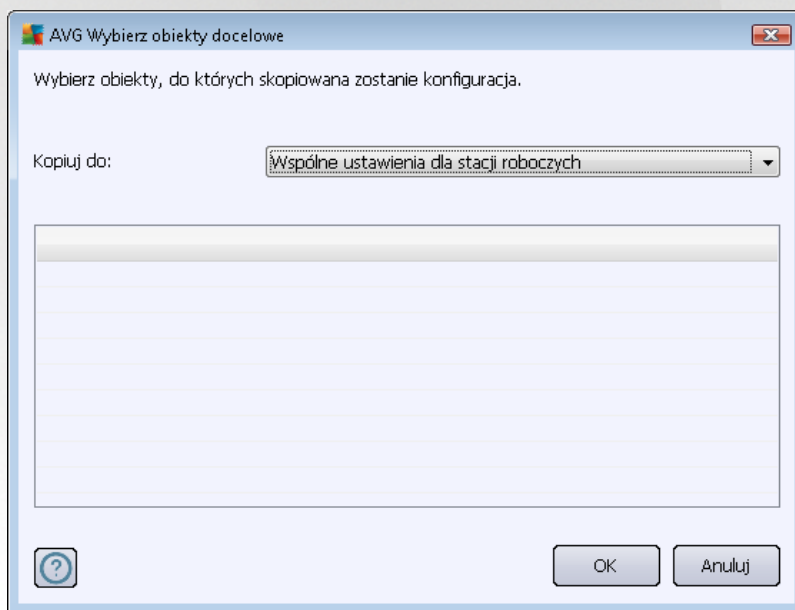 AVG Wybierz obiekty docelowe
Wybierz obiekty, do których skopiowana zostanie konfiguracja.
Kopiuj do: Wspólne ustawienia dla stacji roboczych
? OK Anuluj